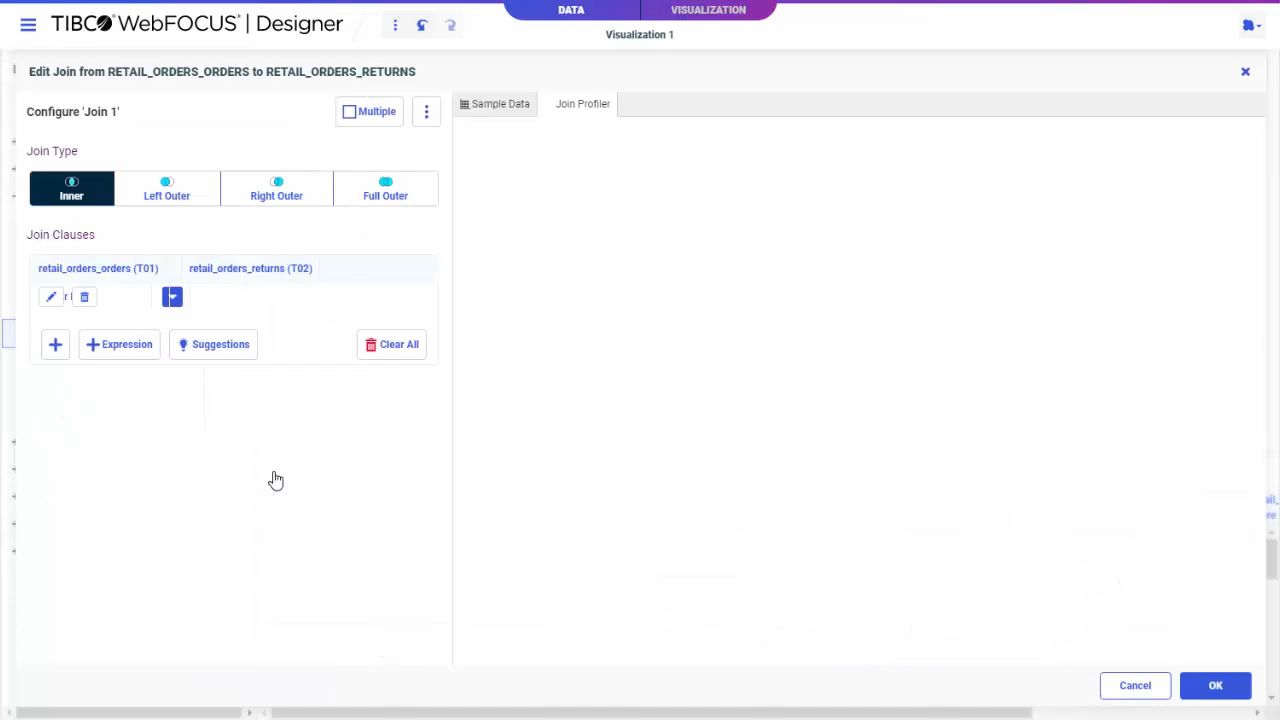 DATA
VISUALIZATION
TIBCO WebFOCUS® | Designer
Visualization 1
Edit Join from RETAIL_ORDERS_ORDERS to RETAIL_ORDERS_RETURNS
Configure 'Join 1'
Multiple
Sample Data
Join Profiler
Join Type
Inner
Left Outer
Right Outer
Full Outer
Join Clauses
retail_orders_orders (T01)
retail_orders_returns (T02)
Expression
Suggestions
Clear All
Cancel
OK